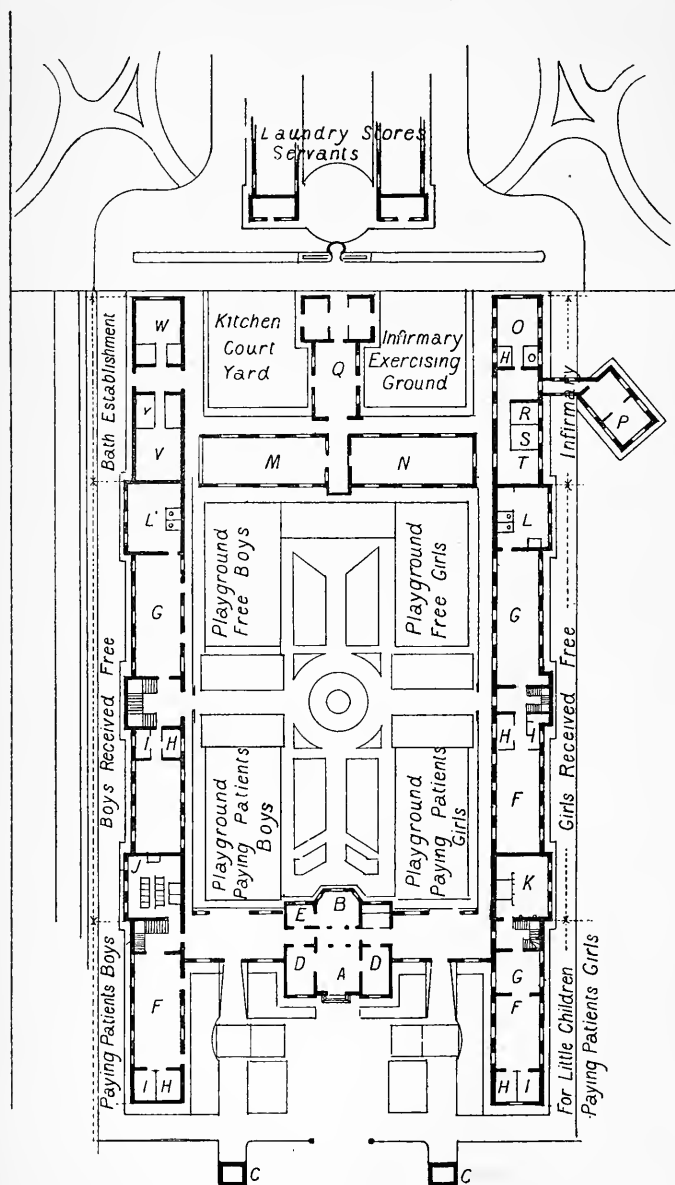 Laundry Stores
Servants
W
Kitchen
Court
Yard
Q
Infirmary
Exercising
Ground
O
H
O
Bath Establishment
Infirmary
P
Y
V
R
S
T
M
N
L
L
Playground
Free Boys
Playground
Free Girls
G
G
Boys Received Free
Girls Received Free
I
H
H
I
F
Playground
Paying Patients
Boys
Playground
Paying Patients
Girls
J
K
E
B
Paying Patients Boys
For Little Children
Paying Patients Girls
F
D
A
D
G
F
I
H
H
I
C
C